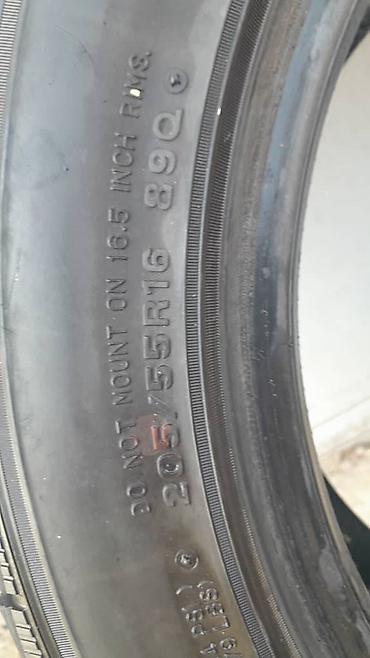 DO NOT MOUNT ON 16.5 INCH RIMS.
205/55R16 89Q